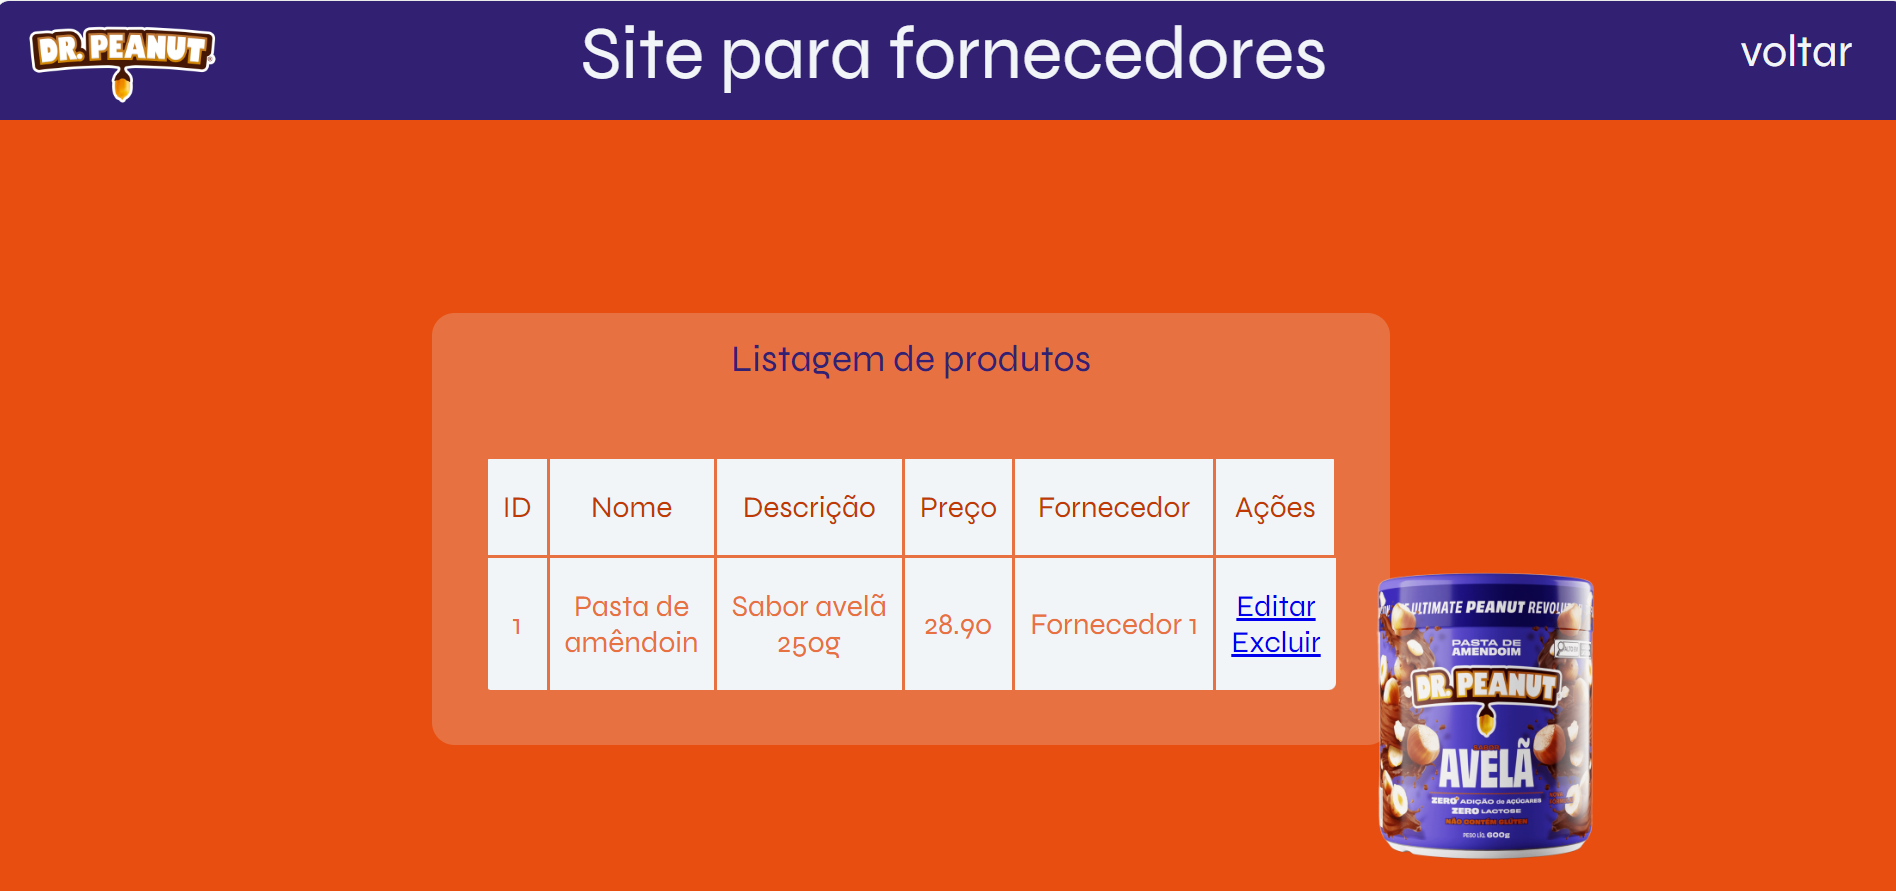 DR. PEANUT
Site para fornecedores
voltar
Listagem de produtos
ID Nome Descrição Preço Fornecedor Ações
1 Pasta de amêndoin Sabor avelã 250g 28.90 Fornecedor 1 Editar Excluir
ULTIMATE PEANUT
PASTA DE
AMENDOIM
DR. PEANUT
AVELÃ
ZERO ADIÇÃO de AÇÚCARES
ZERO LACTOSE
NÃO CONTÉM GLÚTEN
PESO LÍQ. 600g